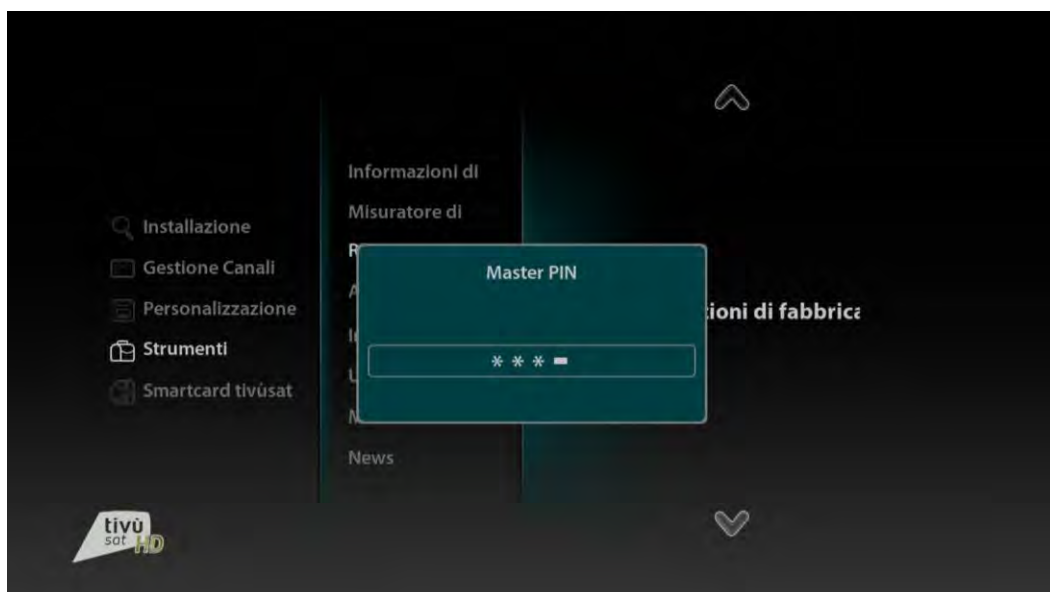 Installazione
Gestione Canali
Personalizzazione
Strumenti
Smartcard tivùsat
Informazioni di
Misuratore di
R
A
L
News
Master PIN
* * * -
ioni di fabbrica
tivù
sat HD